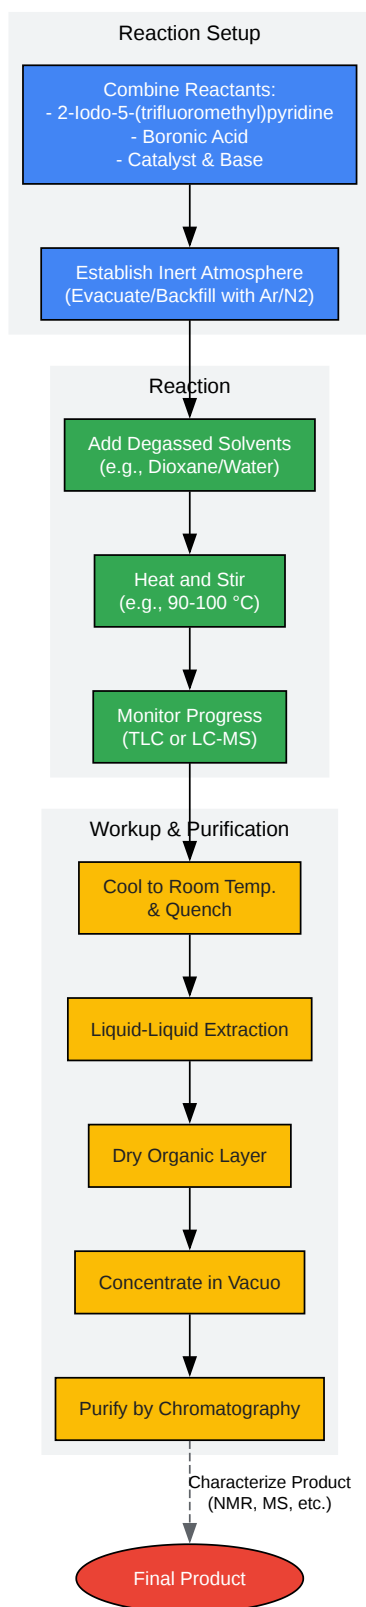 Reaction Setup
Combine Reactants:
- 2-Iodo-5-(trifluoromethyl)pyridine
- Boronic Acid
- Catalyst & Base
Establish Inert Atmosphere
(Evacuate/Backfill with Ar/N2)
Reaction
Add Degassed Solvents
(e.g., Dioxane/Water)
Heat and Stir
(e.g., 90-100 °C)
Monitor Progress
(TLC or LC-MS)
Workup & Purification
Cool to Room Temp.
& Quench
Liquid-Liquid Extraction
Dry Organic Layer
Concentrate in Vacuo
Purify by Chromatography
Characterize Product
(NMR, MS, etc.)
Final Product